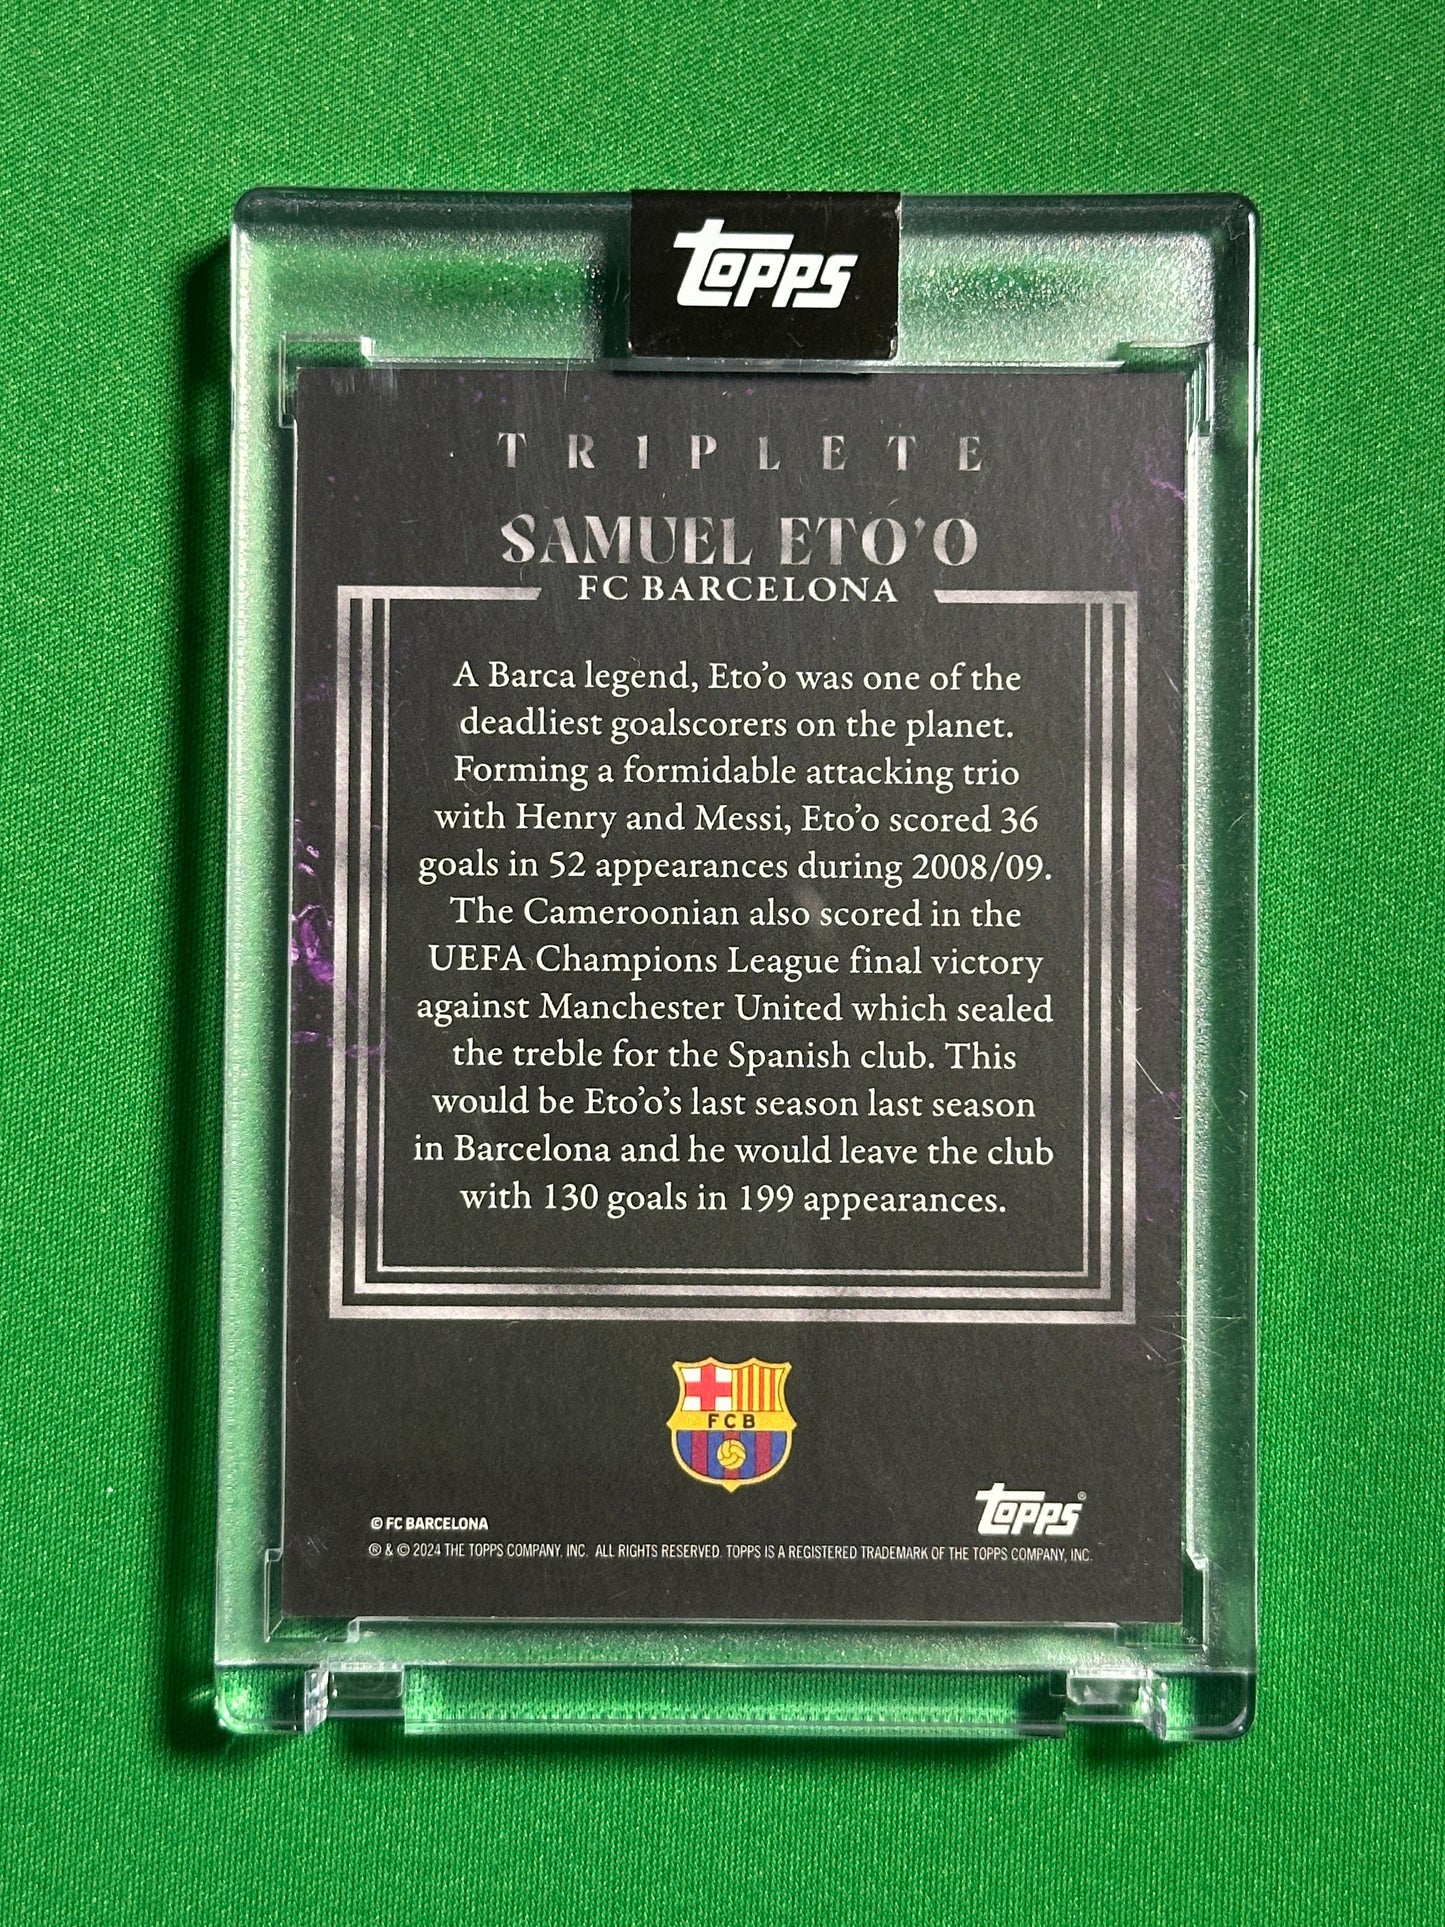 Topps
TR1PLETE
SAMUEL ETO'O
FC BARCELONA
A Barca legend, Eto'o was one of the
deadliest goalscorers on the planet.
Forming a formidable attacking trio
with Henry and Messi, Eto'o scored 36
goals in 52 appearances during 2008/09.
The Cameroonian also scored in the
UEFA Champions League final victory
against Manchester United which sealed
the treble for the Spanish club. This
would be Eto'o's last season last season
in Barcelona and he would leave the club
with 130 goals in 199 appearances.
FCB
Topps®
© FC BARCELONA
® & © 2024 THE TOPPS COMPANY, INC. ALL RIGHTS RESERVED. TOPPS IS A REGISTERED TRADEMARK OF THE TOPPS COMPANY, INC.